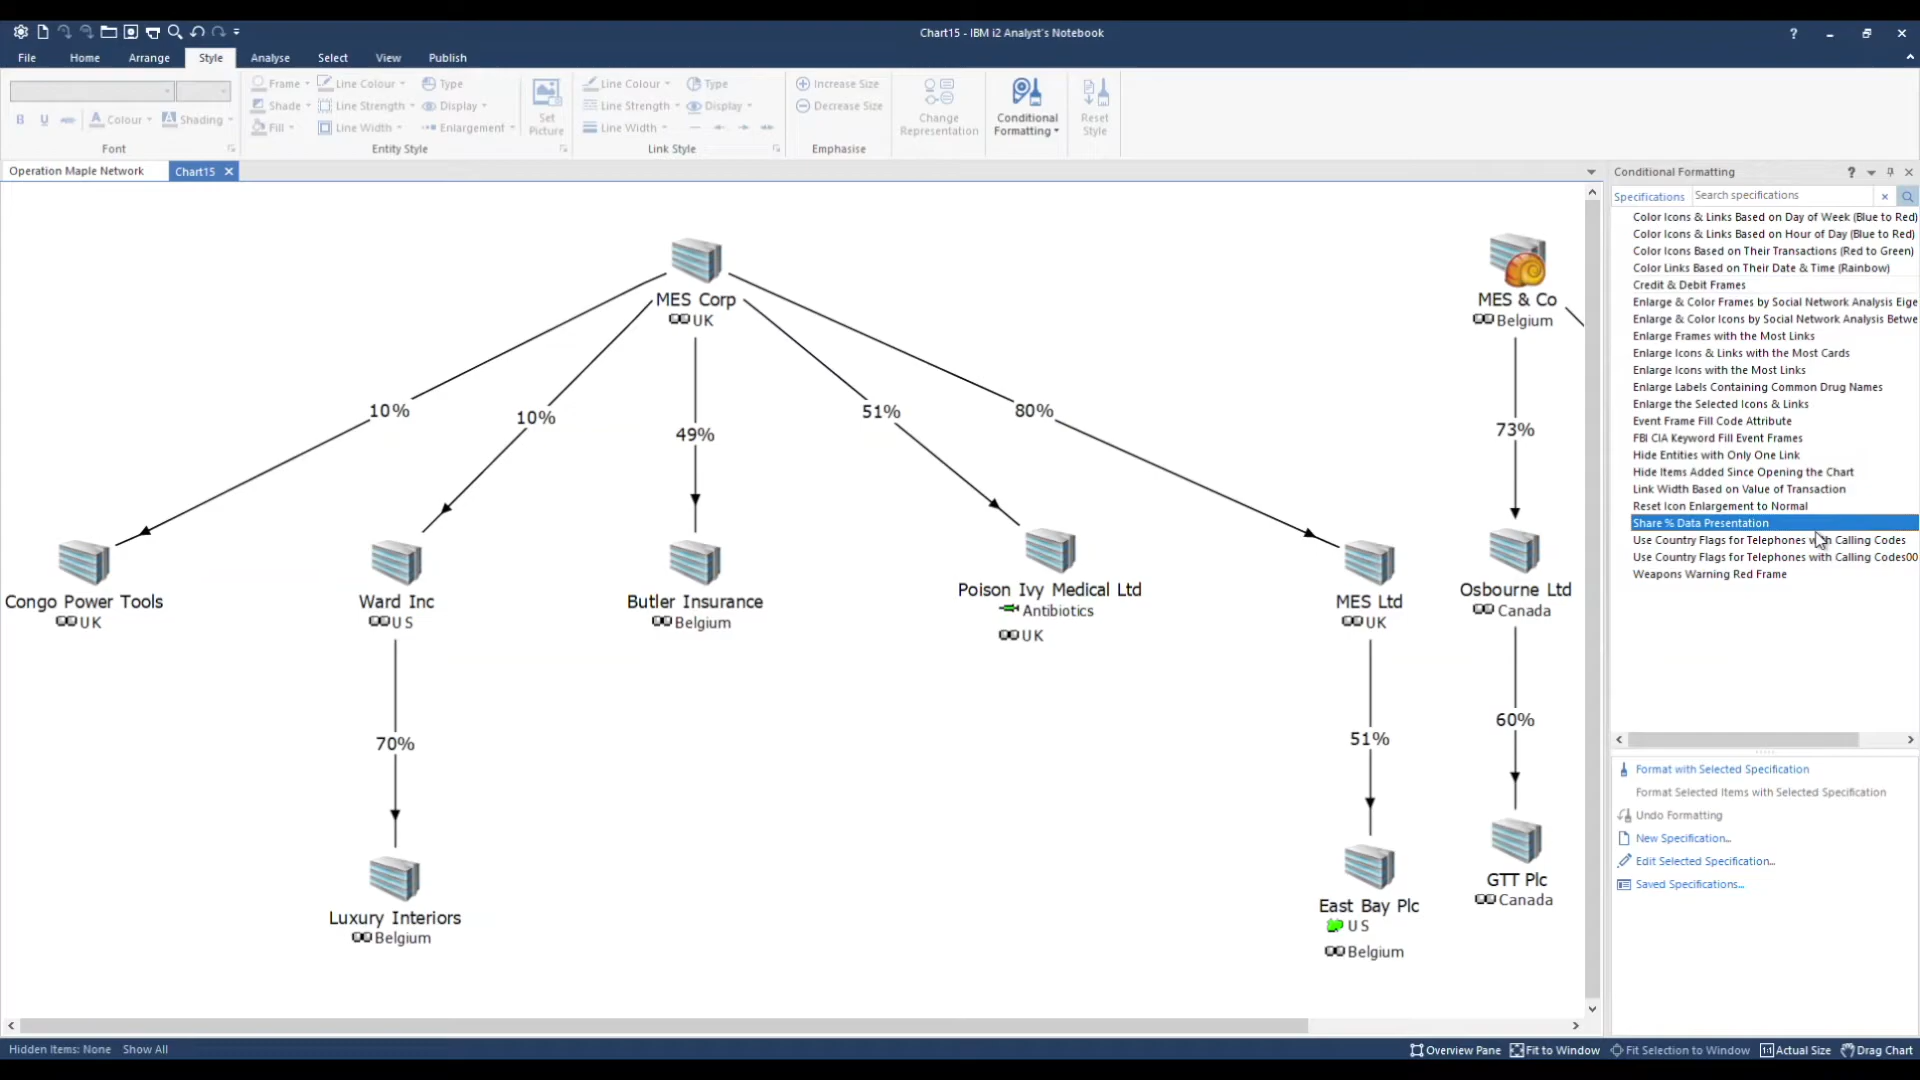 Chart15 - IBM i2 Analyst's Notebook
?
File Home Arrange Style Analyse Select View Publish
Frame Line Colour Type
Shade Line Strength Display
B U abc Colour Shading
Fill Line Width Enlargement
Set Picture
Line Colour Type
Line Strength Display
Line Width
Increase Size
Decrease Size
Change Representation
Conditional Formatting
Reset Style
Font Entity Style Link Style Emphasise
Operation Maple Network Chart15
MES Corp
UK
MES & Co
Belgium
10%
10%
49%
51%
80%
73%
Congo Power Tools
UK
Ward Inc
US
Butler Insurance
Belgium
Poison Ivy Medical Ltd
Antibiotics
UK
MES Ltd
UK
Osbourne Ltd
Canada
70%
51%
60%
Luxury Interiors
Belgium
East Bay Plc
US
Belgium
GTT Plc
Canada
Conditional Formatting ?
Specifications Search specifications
Color Icons & Links Based on Day of Week (Blue to Red)
Color Icons & Links Based on Hour of Day (Blue to Red)
Color Icons Based on Their Transactions (Red to Green)
Color Links Based on Their Date & Time (Rainbow)
Credit & Debit Frames
Enlarge & Color Frames by Social Network Analysis Eige
Enlarge & Color Icons by Social Network Analysis Betwe
Enlarge Frames with the Most Links
Enlarge Icons & Links with the Most Cards
Enlarge Icons with the Most Links
Enlarge Labels Containing Common Drug Names
Enlarge the Selected Icons & Links
Event Frame Fill Code Attribute
FBI CIA Keyword Fill Event Frames
Hide Entities with Only One Link
Hide Items Added Since Opening the Chart
Link Width Based on Value of Transaction
Reset Icon Enlargement to Normal
Share % Data Presentation
Use Country Flags for Telephones with Calling Codes
Use Country Flags for Telephones with Calling Codes00
Weapons Warning Red Frame
Format with Selected Specification
Format Selected Items with Selected Specification
Undo Formatting
New Specification...
Edit Selected Specification...
Saved Specifications...
Hidden Items: None Show All
Overview Pane Fit to Window Fit Selection to Window 1:1 Actual Size Drag Chart